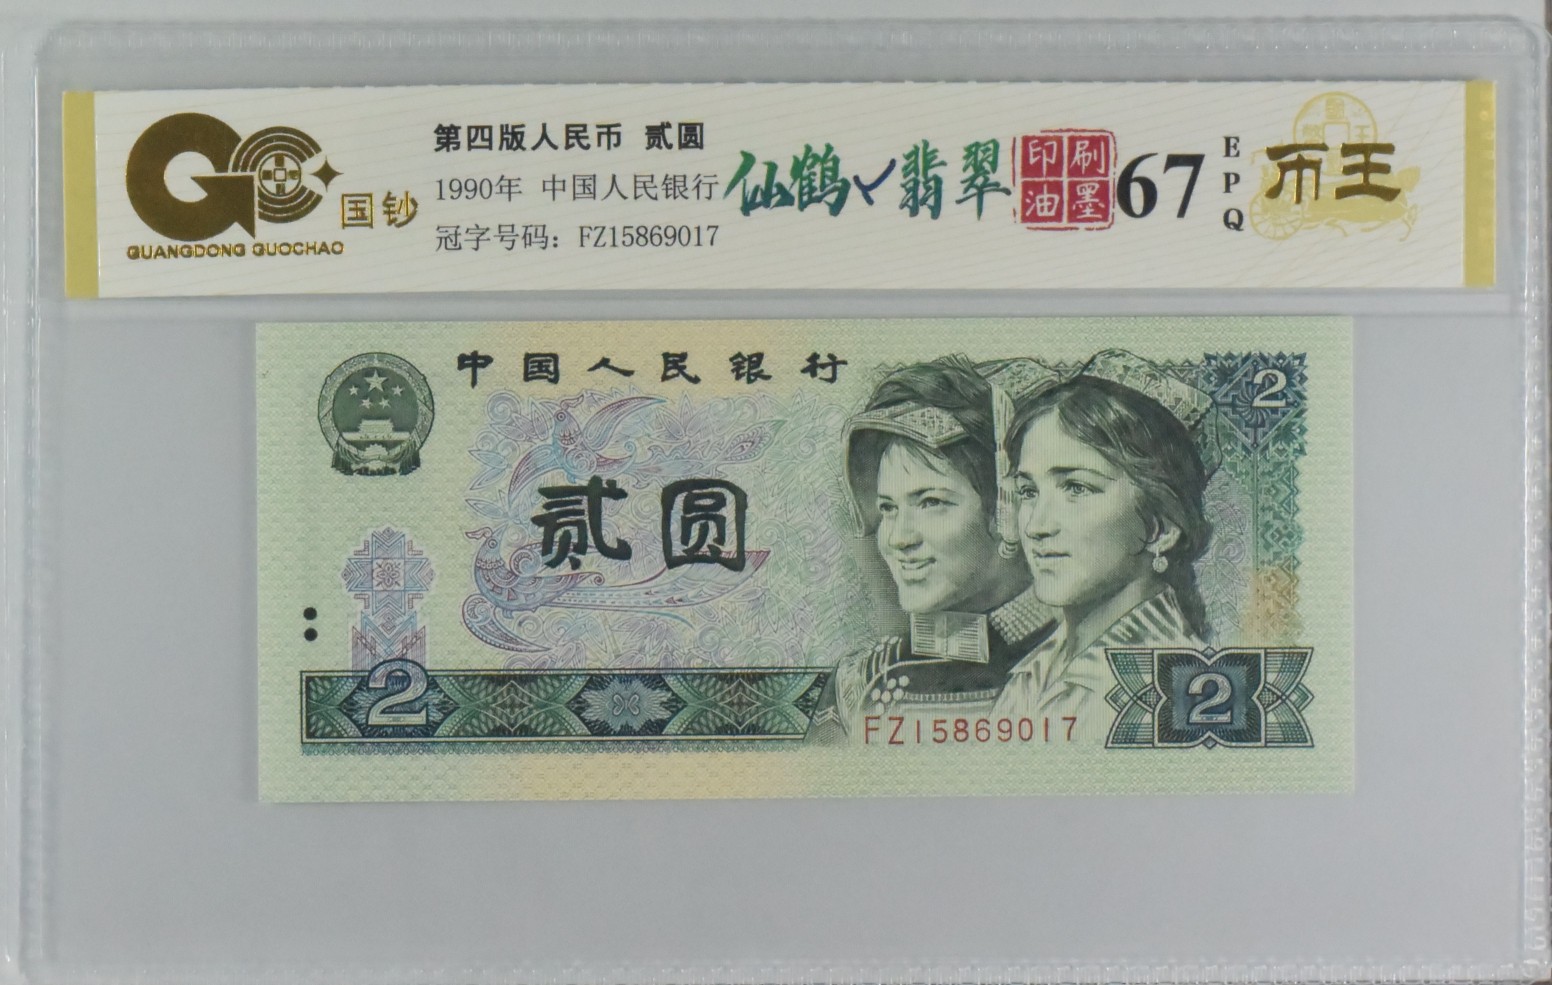 国钞
GUANGDONG GUOCHAO
第四版人民币 贰圆
1990年 中国人民银行
冠字号码：FZ15869017
仙鹤 翡翠
印刷
油墨
67
EPQ
币王
中国人民银行
2
贰圆
2
FZ15869017
2